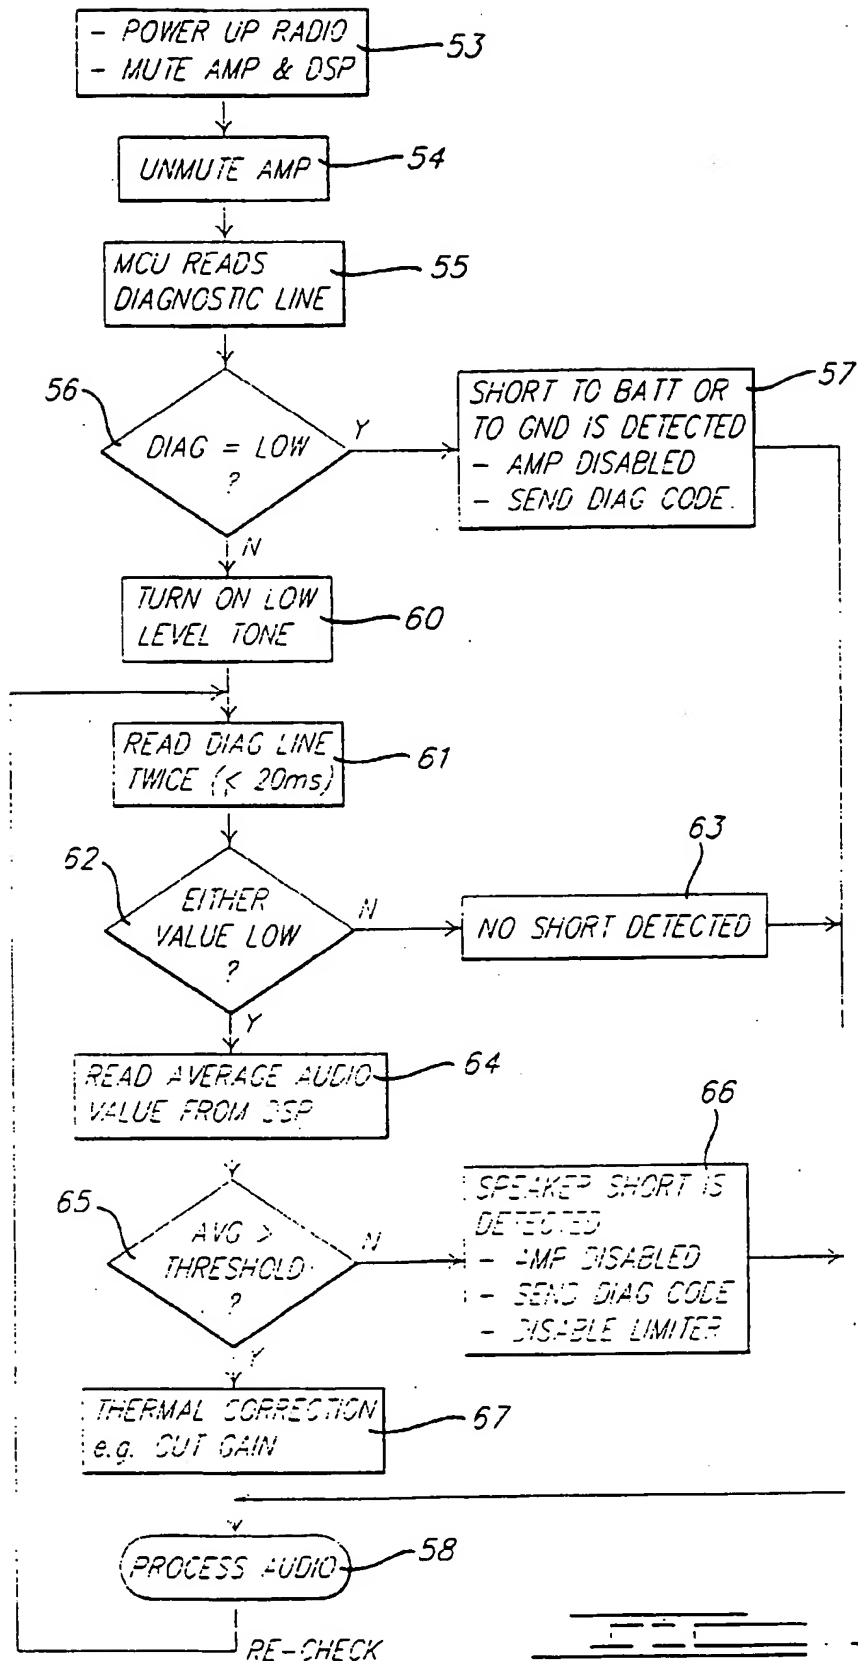 - POWER UP RADIO
- MUTE AMP & DSP
53
UNMUTE AMP
54
MCU READS
DIAGNOSTIC LINE
55
56
DIAG = LOW
?
Y
N
SHORT TO BATT OR
TO GND IS DETECTED
- AMP DISABLED
- SEND DIAG CODE.
57
TURN ON LOW
LEVEL TONE
60
READ DIAG LINE
TWICE (< 20ms)
61
62
EITHER
VALUE LOW
?
N
Y
63
NO SHORT DETECTED
READ AVERAGE AUDIO
VALUE FROM DSP
64
65
AVG >
THRESHOLD
?
N
Y
66
SPEAKER SHORT IS
DETECTED
- AMP DISABLED
- SEND DIAG CODE
- DISABLE LIMITER
THERMAL CORRECTION
e.g. CUT GAIN
67
PROCESS AUDIO
58
RE-CHECK